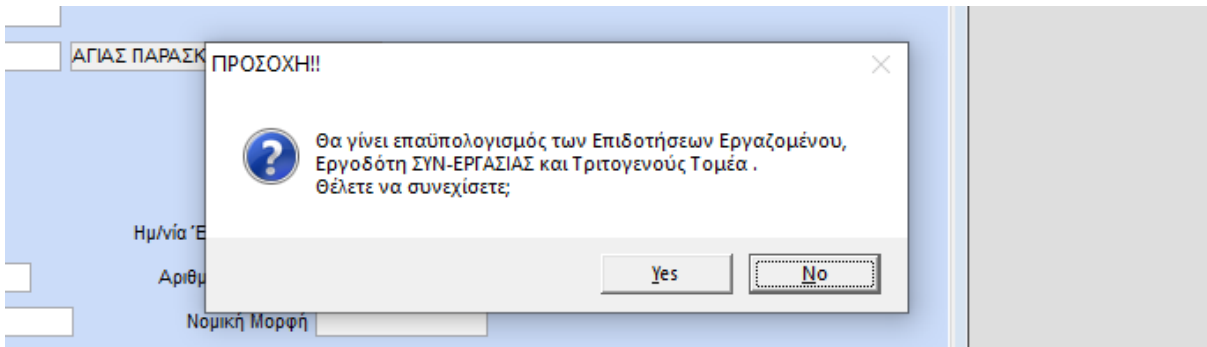 ΑΓΙΑΣ ΠΑΡΑΣΚ
ΠΡΟΣΟΧΗ!!
Θα γίνει επαϋπολογισμός των Επιδοτήσεων Εργαζομένου,
Εργοδότη ΣΥΝ-ΕΡΓΑΣΙΑΣ και Τριτογενούς Τομέα .
Θέλετε να συνεχίσετε;
Ημ/νία Έ
Αριθμ
Yes
No
Νομική Μορφή